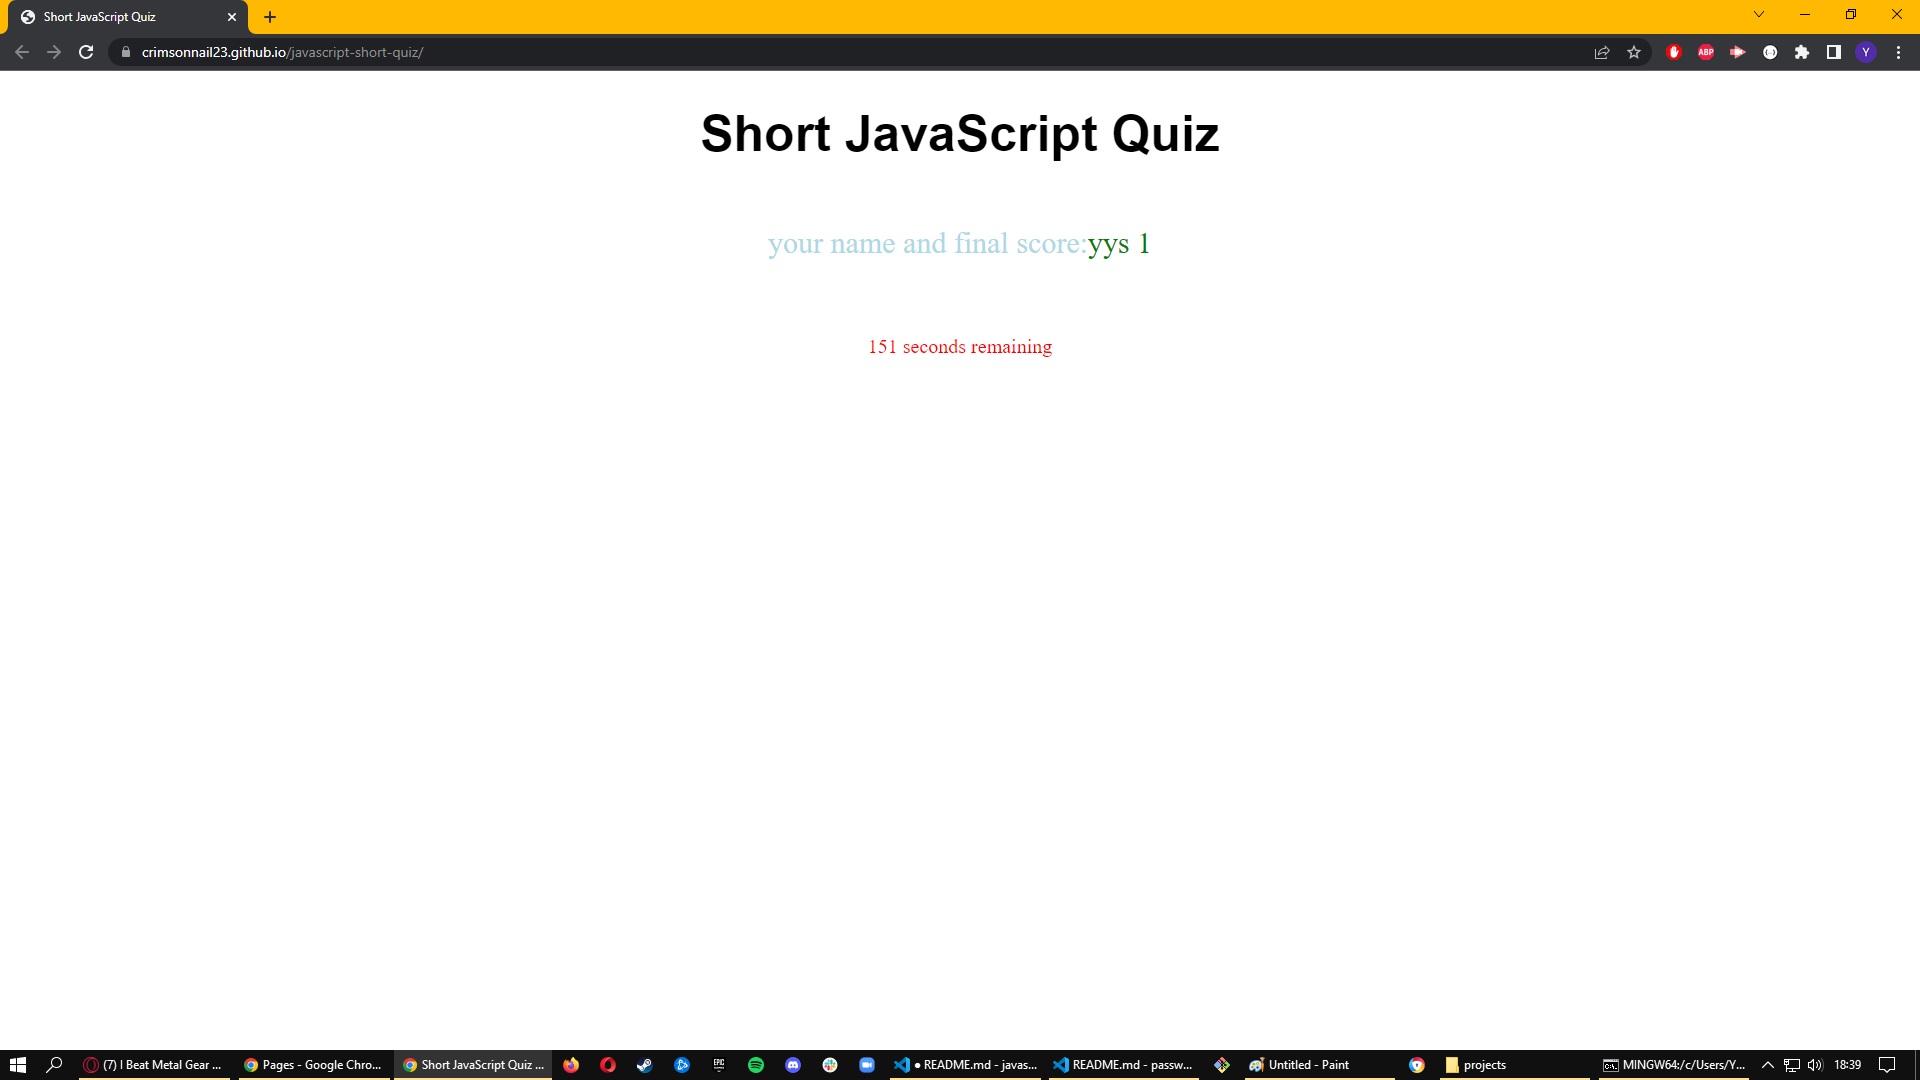 Short JavaScript Quiz
crimsonnail23.github.io/javascript-short-quiz/
ABP
Y
Short JavaScript Quiz
your name and final score:yys 1
151 seconds remaining
(7) I Beat Metal Gear ...
Pages - Google Chro...
Short JavaScript Quiz ...
EPIC
● README.md - javas...
README.md - passw...
Untitled - Paint
projects
MINGW64:/c/Users/Y...
18:39